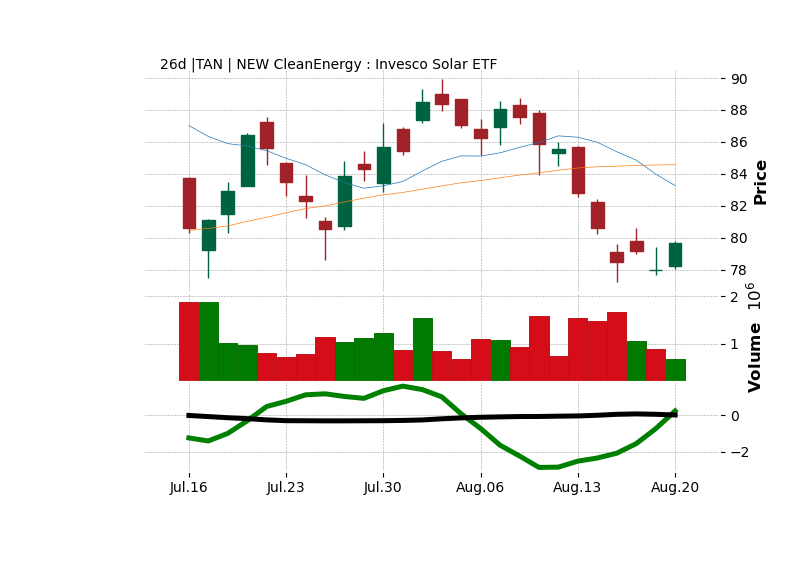 26d |TAN | NEW CleanEnergy : Invesco Solar ETF
90
88
86
84
82
80
78
Price
2
1
Volume 10^6
0
−2
Jul.16 Jul.23 Jul.30 Aug.06 Aug.13 Aug.20